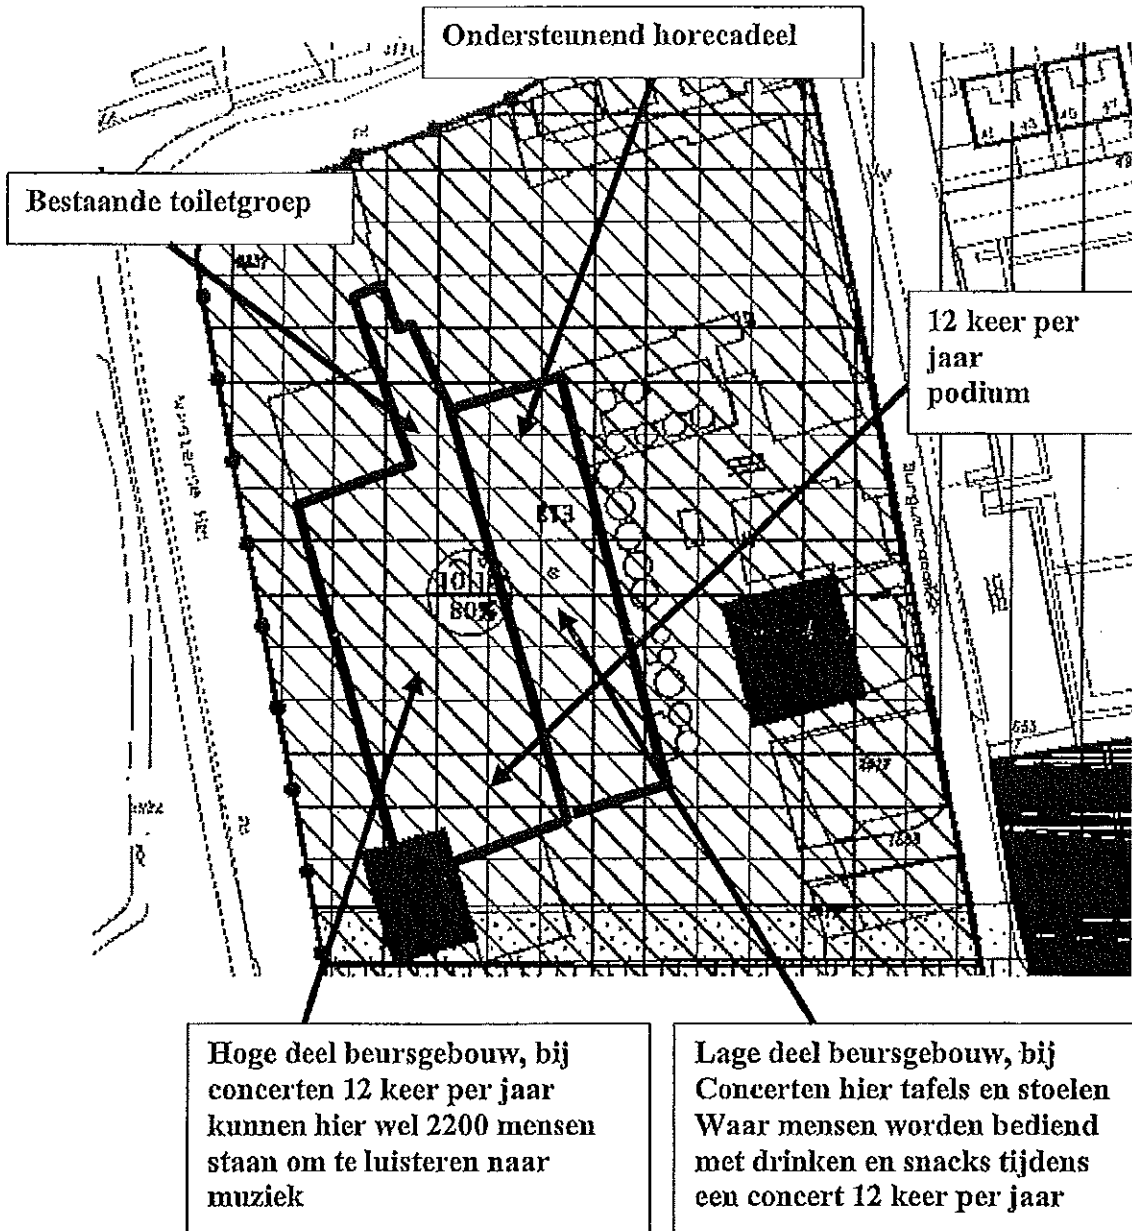 Ondersteunend horecadeel
Bestaande toiletgroep
12 keer per
jaar
podium
80%
Hoge deel beursgebouw, bij
concerten 12 keer per jaar
kunnen hier wel 2200 mensen
staan om te luisteren naar
muziek
Lage deel beursgebouw, bij
Concerten hier tafels en stoelen
Waar mensen worden bediend
met drinken en snacks tijdens
een concert 12 keer per jaar